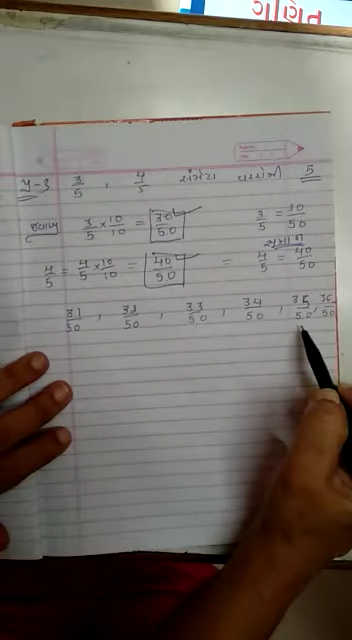 ગણિત
પ્ર-3 3/5 , 4/5 સંમેય વચ્ચેની 5
જવાબ 3/5 × 10/10 = 30/50 3/5 = 30/50
સમાન
4/5 = 4/5 × 10/10 = 40/50 = 4/5 = 40/50
31/50 , 32/50 , 33/50 , 34/50 , 35/50 , 36/50